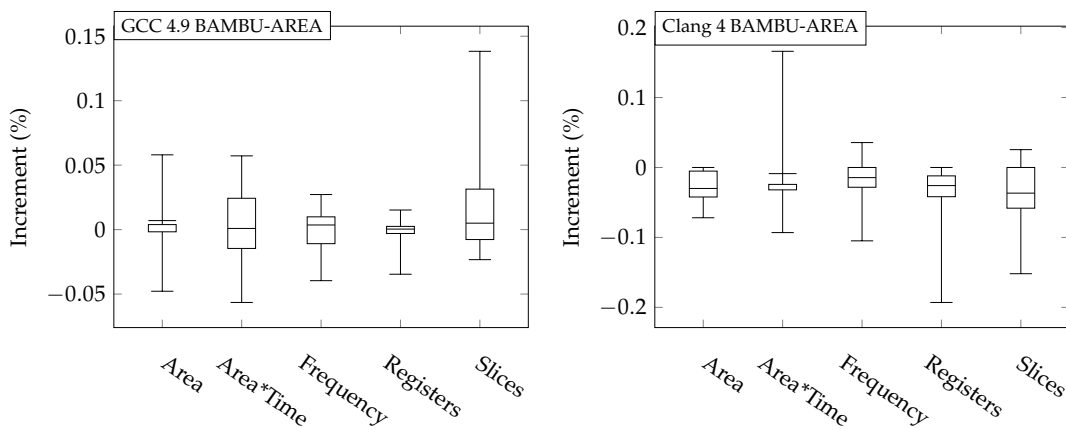 GCC 4.9 BAMBU-AREA
0.15
0.1
0.05
0
−0.05
Increment (%)
Area
Area*Time
Frequency
Registers
Slices
Clang 4 BAMBU-AREA
0.2
0.1
0
−0.1
−0.2
Increment (%)
Area
Area*Time
Frequency
Registers
Slices